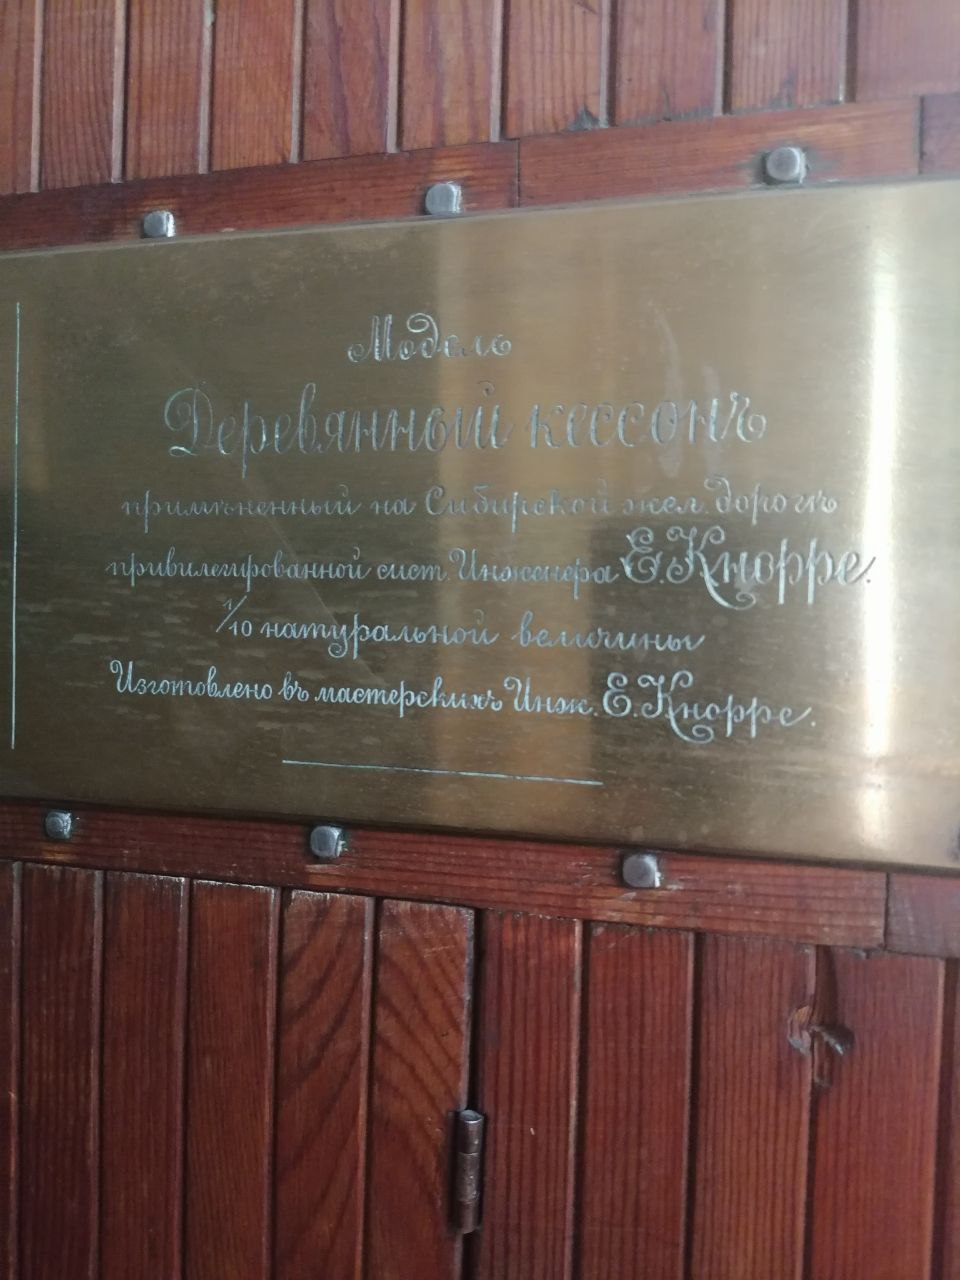 Модель
Деревянный кессонъ
примѣненный на Сибирской жел. дорогѣ
привилегированной сист. Инженера Е. Кнорре.
1/10 натуральной величины
Изготовлено въ мастерскихъ Инж. Е. Кнорре.